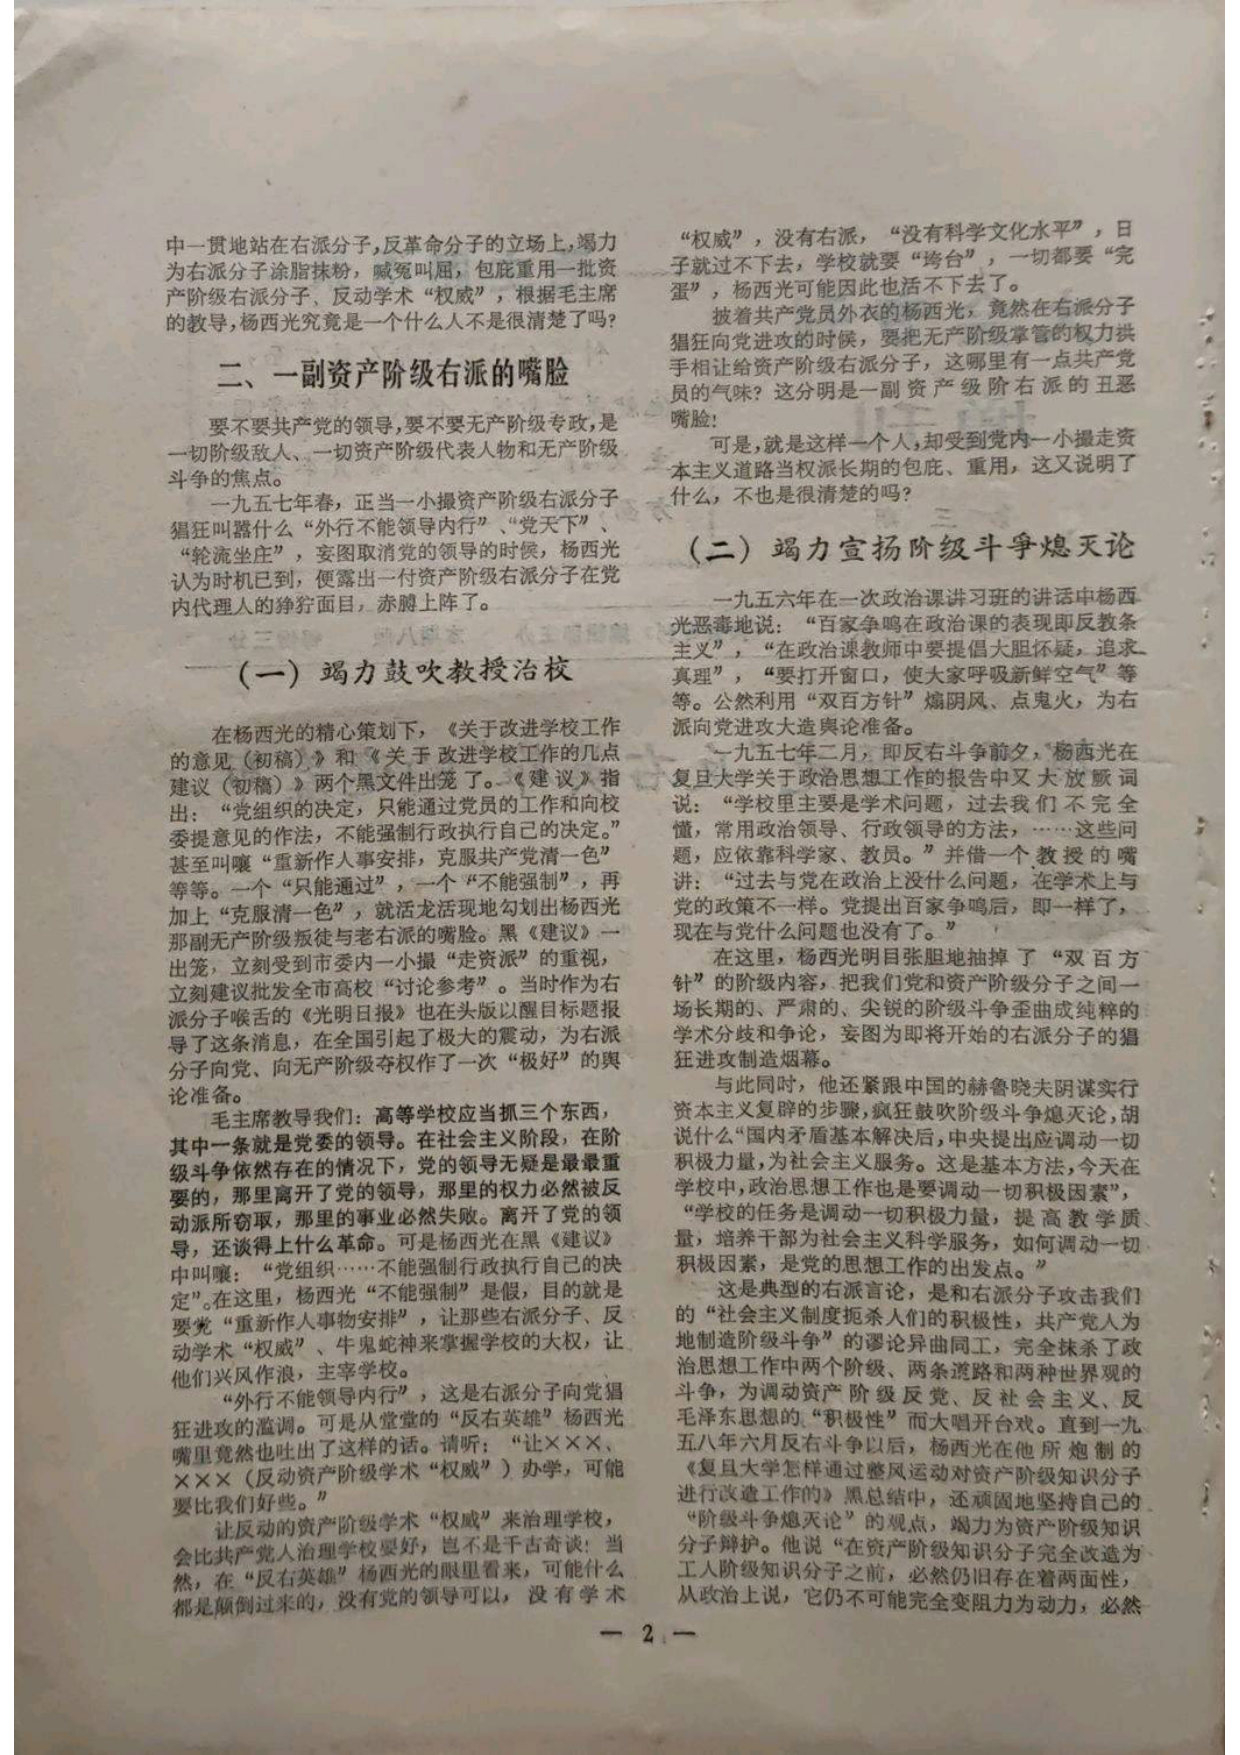 中一贯地站在右派分子,反革命分子的立场上,竭力
为右派分子涂脂抹粉，喊冤叫屈，包庇重用一批资
产阶级右派分子、反动学术“权威”，根据毛主席
的教导,杨西光究竟是一个什么人不是很清楚了吗?
二、一副资产阶级右派的嘴脸
要不要共产党的领导,要不要无产阶级专政,是
一切阶级敌人、一切资产阶级代表人物和无产阶级
斗争的焦点。
一九五七年春，正当一小撮资产阶级右派分子
猖狂叫嚣什么“外行不能领导内行”、“党天下”、
“轮流坐庄”，妄图取消党的领导的时候，杨西光
认为时机已到，便露出一付资产阶级右派分子在党
内代理人的狰狞面目，赤膊上阵了。
(一) 竭力鼓吹教授治校
在杨西光的精心策划下，《关于改进学校工作
的意见（初稿）》和《关于改进学校工作的几点
建议（初稿）》两个黑文件出笼了。《建议》指
出：“党组织的决定，只能通过党员的工作和向校
委提意见的作法，不能强制行政执行自己的决定。”
甚至叫嚷“重新作人事安排，克服共产党清一色”
等等。一个“只能通过”，一个“不能强制”，再
加上“克服清一色”，就活龙活现地勾划出杨西光
那副无产阶级叛徒与老右派的嘴脸。黑《建议》一
出笼，立刻受到市委内一小撮“走资派”的重视，
立刻建议批发全市高校“讨论参考”。当时作为右
派分子喉舌的《光明日报》也在头版以醒目标题报
导了这条消息，在全国引起了极大的震动，为右派
分子向党、向无产阶级夺权作了一次“极好”的舆
论准备。
毛主席教导我们：高等学校应当抓三个东西，
其中一条就是党委的领导。在社会主义阶段，在阶
级斗争依然存在的情况下，党的领导无疑是最最重
要的，那里离开了党的领导，那里的权力必然被反
动派所窃取，那里的事业必然失败。离开了党的领
导，还谈得上什么革命。可是杨西光在黑《建议》
中叫嚷：“党组织……不能强制行政执行自己的决
定”。在这里，杨西光“不能强制”是假，目的就是
要党“重新作人事物安排”，让那些右派分子、反
动学术“权威”、牛鬼蛇神来掌握学校的大权，让
他们兴风作浪，主宰学校。
“外行不能领导内行”，这是右派分子向党猖
狂进攻的滥调。可是从堂堂的“反右英雄”杨西光
嘴里竟然也吐出了这样的话。请听：“让×××、
×××（反动资产阶级学术“权威”）办学，可能
要比我们好些。”
让反动的资产阶级学术“权威”来治理学校，
会比共产党人治理学校要好，岂不是千古奇谈! 当
然，在“反右英雄”杨西光的眼里看来，可能什么
都是颠倒过来的，没有党的领导可以，没有学术
“权威”，没有右派，“没有科学文化水平”，日
子就过不下去，学校就要“垮台”，一切都要“完
蛋”，杨西光可能因此也活不下去了。
披着共产党员外衣的杨西光，竟然在右派分子
猖狂向党进攻的时候，要把无产阶级掌管的权力拱
手相让给资产阶级右派分子，这哪里有一点共产党
员的气味? 这分明是一副资产级阶右派的丑恶
嘴脸!
可是,就是这样一个人,却受到党内一小撮走资
本主义道路当权派长期的包庇、重用，这又说明了
什么，不也是很清楚的吗?
(二) 竭力宣扬阶级斗争熄灭论
一九五六年在一次政治课讲习班的讲话中杨西
光恶毒地说：“百家争鸣在政治课的表现即反教条
主义”，“在政治课教师中要提倡大胆怀疑，追求
真理”，“要打开窗口，使大家呼吸新鲜空气”等
等。公然利用“双百方针”煽阴风、点鬼火，为右
派向党进攻大造舆论准备。
一九五七年二月，即反右斗争前夕，杨西光在
复旦大学关于政治思想工作的报告中又大放厥词
说：“学校里主要是学术问题，过去我们不完全
懂，常用政治领导、行政领导的方法，……这些问
题，应依靠科学家、教员。”并借一个教授的嘴
讲：“过去与党在政治上没什么问题，在学术上与
党的政策不一样。党提出百家争鸣后，即一样了，
现在与党什么问题也没有了。”
在这里，杨西光明目张胆地抽掉了“双百方
针”的阶级内容，把我们党和资产阶级分子之间一
场长期的、严肃的、尖锐的阶级斗争歪曲成纯粹的
学术分歧和争论，妄图为即将开始的右派分子的猖
狂进攻制造烟幕。
与此同时，他还紧跟中国的赫鲁晓夫阴谋实行
资本主义复辟的步骤,疯狂鼓吹阶级斗争熄灭论,胡
说什么“国内矛盾基本解决后,中央提出应调动一切
积极力量,为社会主义服务。这是基本方法,今天在
学校中,政治思想工作也是要调动一切积极因素”，
“学校的任务是调动一切积极力量，提高教学质
量，培养干部为社会主义科学服务，如何调动一切
积极因素，是党的思想工作的出发点。”
这是典型的右派言论，是和右派分子攻击我们
的“社会主义制度扼杀人们的积极性，共产党人为
地制造阶级斗争”的谬论异曲同工，完全抹杀了政
治思想工作中两个阶级、两条道路和两种世界观的
斗争，为调动资产阶级反党、反社会主义、反
毛泽东思想的“积极性”而大唱开台戏。直到一九
五八年六月反右斗争以后，杨西光在他所炮制的
《复旦大学怎样通过整风运动对资产阶级知识分子
进行改造工作的》黑总结中，还顽固地坚持自己的
“阶级斗争熄灭论”的观点，竭力为资产阶级知识
分子辩护。他说“在资产阶级知识分子完全改造为
工人阶级知识分子之前，必然仍旧存在着两面性，
从政治上说，它仍不可能完全变阻力为动力，必然
— 2 —